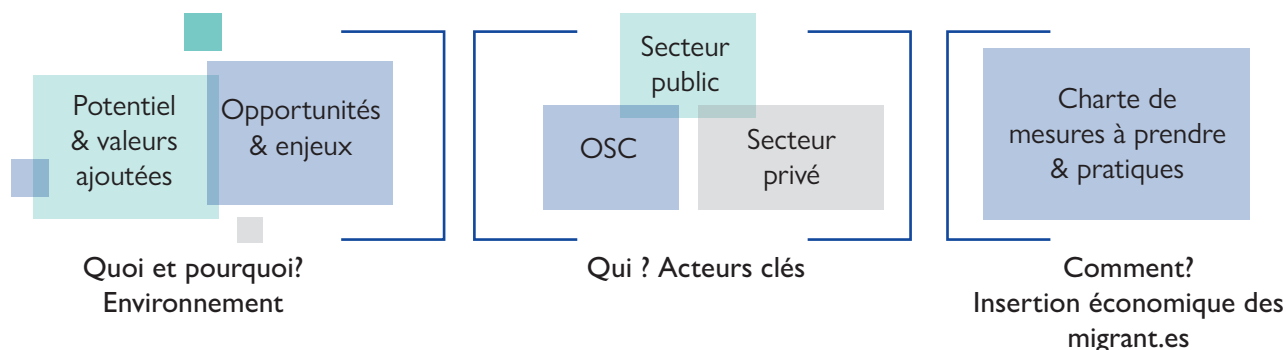 Potentiel
& valeurs
ajoutées
Opportunités
& enjeux
Quoi et pourquoi?
Environnement
Secteur
public
OSC
Secteur
privé
Qui ? Acteurs clés
Charte de
mesures à prendre
& pratiques
Comment?
Insertion économique des
migrant.es